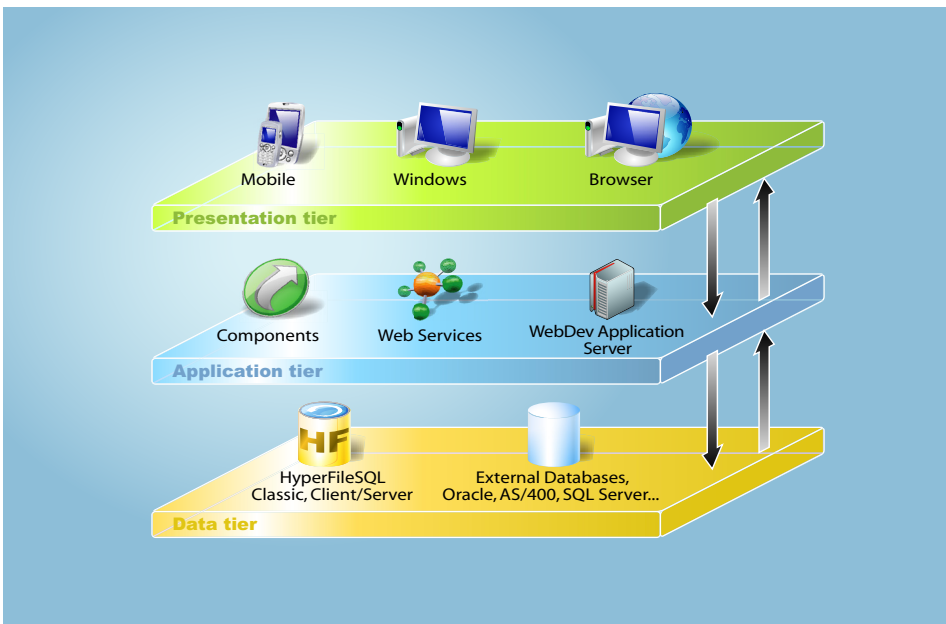 Mobile
Windows
Browser
Presentation tier
Components
Web Services
WebDev Application
Server
Application tier
HF
HyperFileSQL
Classic, Client/Server
External Databases,
Oracle, AS/400, SQL Server...
Data tier